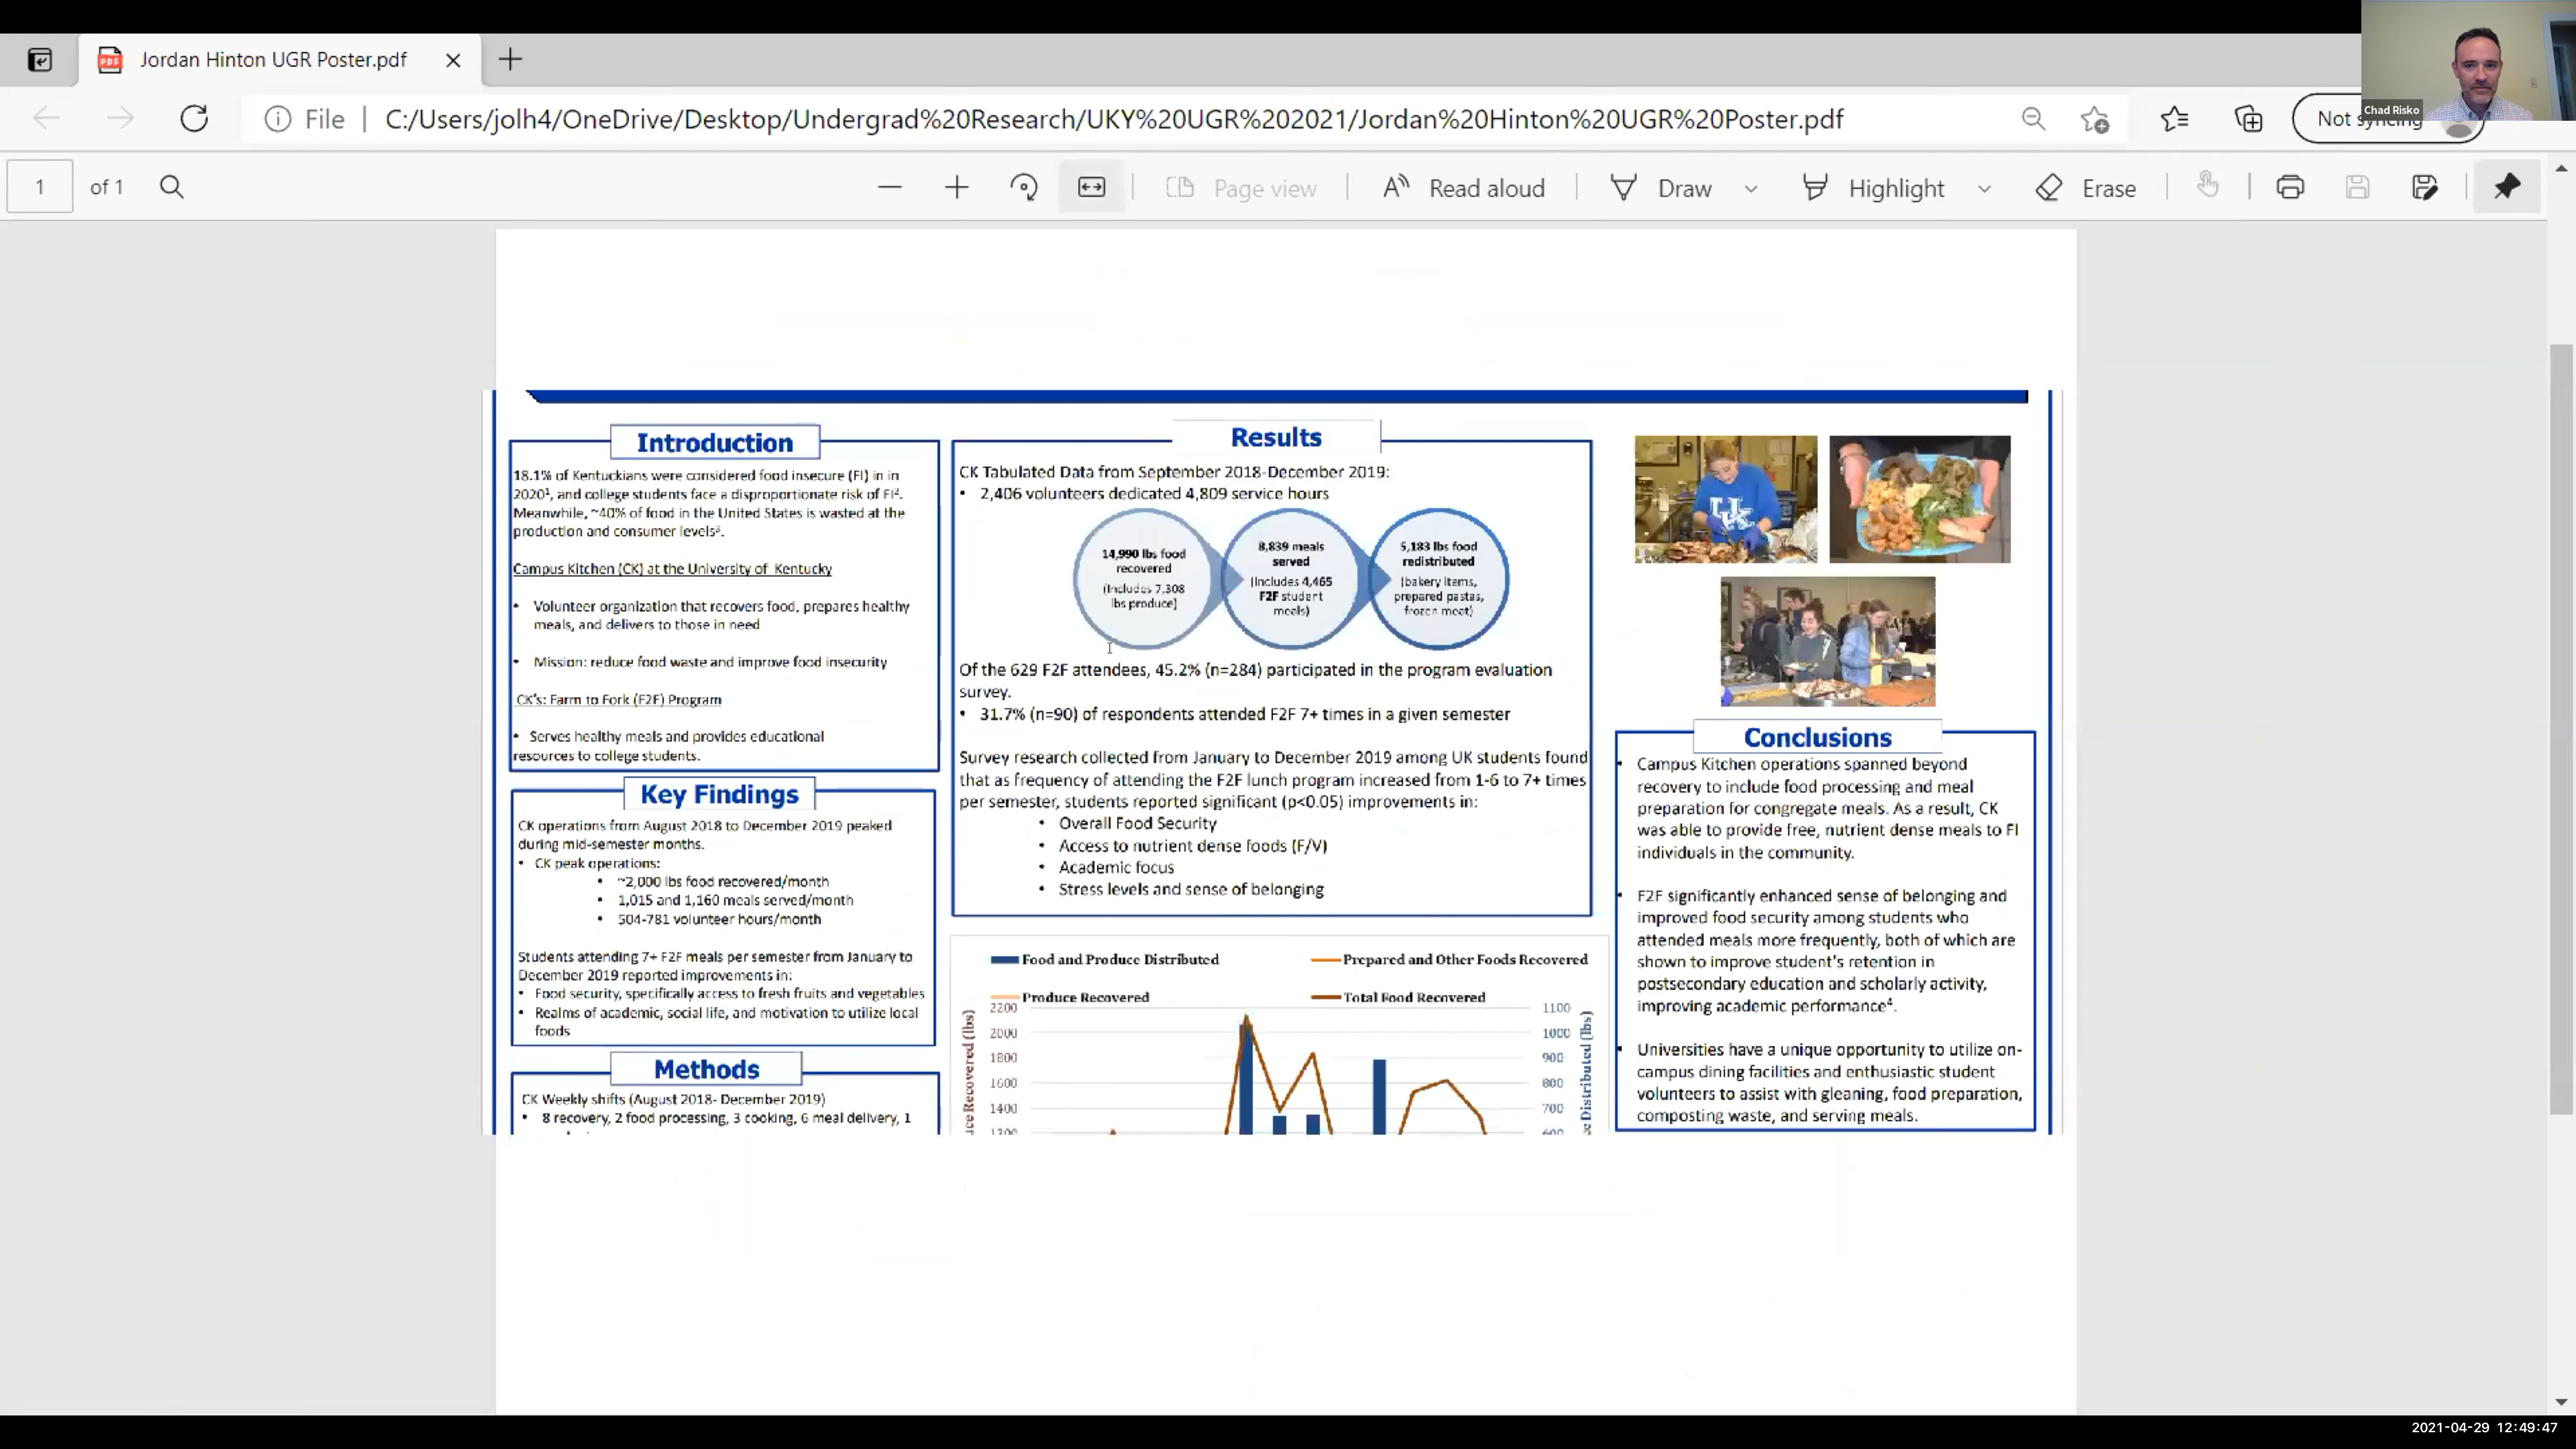 Jordan Hinton UGR Poster.pdf
File
C:/Users/jolh4/OneDrive/Desktop/Undergrad%20Research/UKY%20UGR%202021/Jordan%20Hinton%20UGR%20Poster.pdf
Not syncing
Chad Risko
1
of 1
Page view
Read aloud
Draw
Highlight
Erase
Introduction
18.1% of Kentuckians were considered food insecure (FI) in in
2020¹, and college students face a disproportionate risk of FI².
Meanwhile, ~40% of food in the United States is wasted at the
production and consumer levels³.
Campus Kitchen (CK) at the University of Kentucky
• Volunteer organization that recovers food, prepares healthy
meals, and delivers to those in need
• Mission: reduce food waste and improve food insecurity
CK's: Farm to Fork (F2F) Program
• Serves healthy meals and provides educational
resources to college students.
Key Findings
CK operations from August 2018 to December 2019 peaked
during mid-semester months.
• CK peak operations:
• ~2,000 lbs food recovered/month
• 1,015 and 1,160 meals served/month
• 504-781 volunteer hours/month
Students attending 7+ F2F meals per semester from January to
December 2019 reported improvements in:
• Food security, specifically access to fresh fruits and vegetables
• Realms of academic, social life, and motivation to utilize local
foods
Methods
CK Weekly shifts (August 2018- December 2019)
• 8 recovery, 2 food processing, 3 cooking, 6 meal delivery, 1
Results
CK Tabulated Data from September 2018-December 2019:
• 2,406 volunteers dedicated 4,809 service hours
14,990 lbs food
recovered
(Includes 7,308
lbs produce)
8,839 meals
served
(Includes 4,465
F2F student
meals)
5,183 lbs food
redistributed
(bakery items,
prepared pastas,
frozen meat)
Of the 629 F2F attendees, 45.2% (n=284) participated in the program evaluation
survey.
• 31.7% (n=90) of respondents attended F2F 7+ times in a given semester
Survey research collected from January to December 2019 among UK students found
that as frequency of attending the F2F lunch program increased from 1-6 to 7+ times
per semester, students reported significant (p<0.05) improvements in:
• Overall Food Security
• Access to nutrient dense foods (F/V)
• Academic focus
• Stress levels and sense of belonging
Food and Produce Distributed
Prepared and Other Foods Recovered
Produce Recovered
Total Food Recovered
2200
2000
1800
1600
1400
Recovered (lbs)
1100
1000
900
800
700
Distributed (lbs)
UK
Conclusions
• Campus Kitchen operations spanned beyond
recovery to include food processing and meal
preparation for congregate meals. As a result, CK
was able to provide free, nutrient dense meals to FI
individuals in the community.
• F2F significantly enhanced sense of belonging and
improved food security among students who
attended meals more frequently, both of which are
shown to improve student's retention in
postsecondary education and scholarly activity,
improving academic performance⁴.
• Universities have a unique opportunity to utilize on-
campus dining facilities and enthusiastic student
volunteers to assist with gleaning, food preparation,
composting waste, and serving meals.
2021-04-29 12:49:47